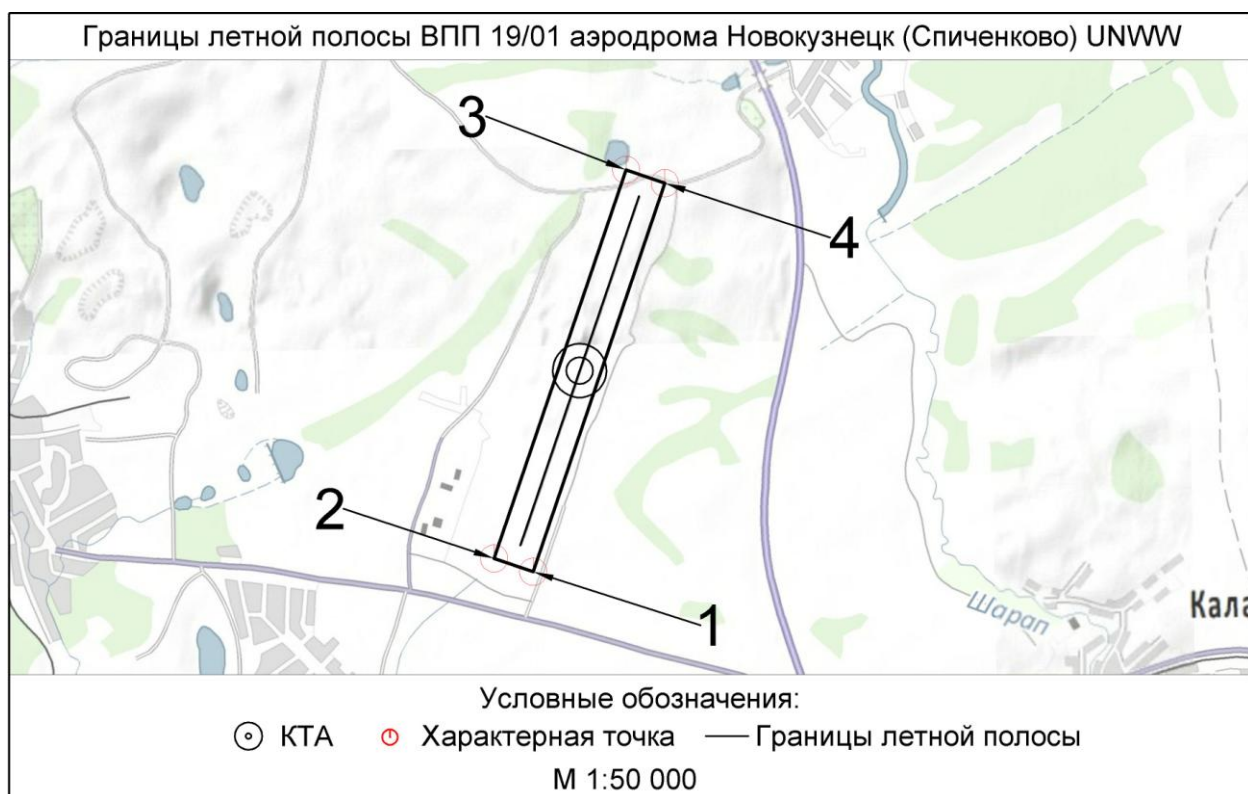 Границы летной полосы ВПП 19/01 аэродрома Новокузнецк (Спиченково) UNWW
3
4
2
1
Шарап
Кала
Условные обозначения:
КТА Характерная точка Границы летной полосы
М 1:50 000